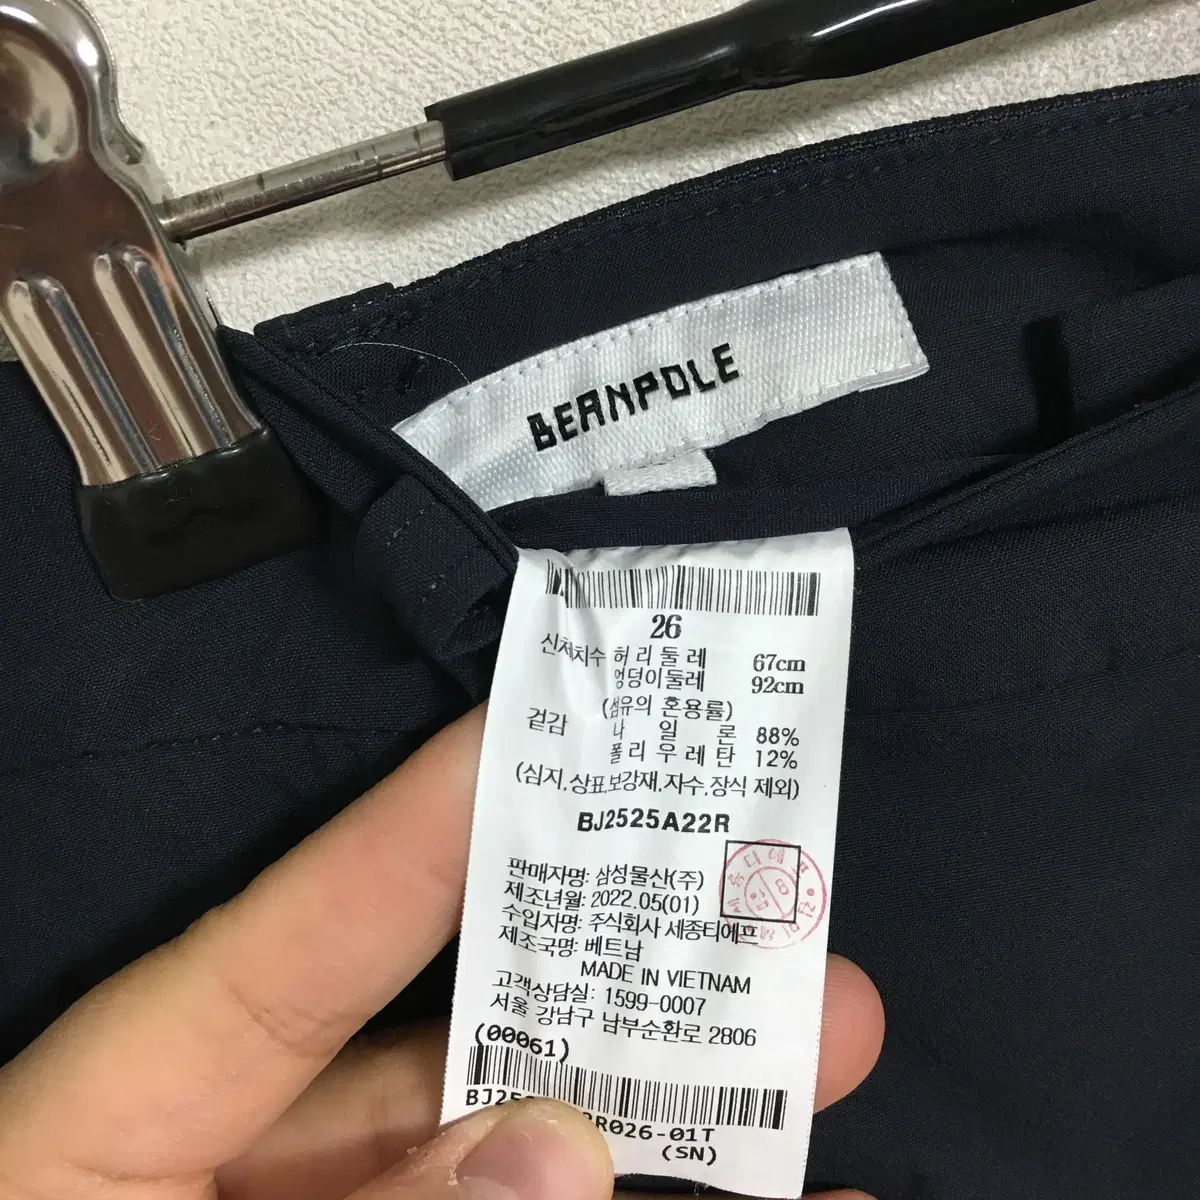 BEANPOLE
26
신체치수 허리둘레 67cm
엉덩이둘레 92cm
(섬유의 혼용률)
겉감 나 일 론 88%
폴리우레탄 12%
(심지,상표,보강재,자수,장식 제외)
BJ2525A22R
판매자명: 삼성물산(주)
제조년월: 2022.05(01)
수입자명: 주식회사 세종티에프
제조국명: 베트남
MADE IN VIETNAM
고객상담실: 1599-0007
서울 강남구 남부순환로 2806
(00061)
R026-01T
(SN)